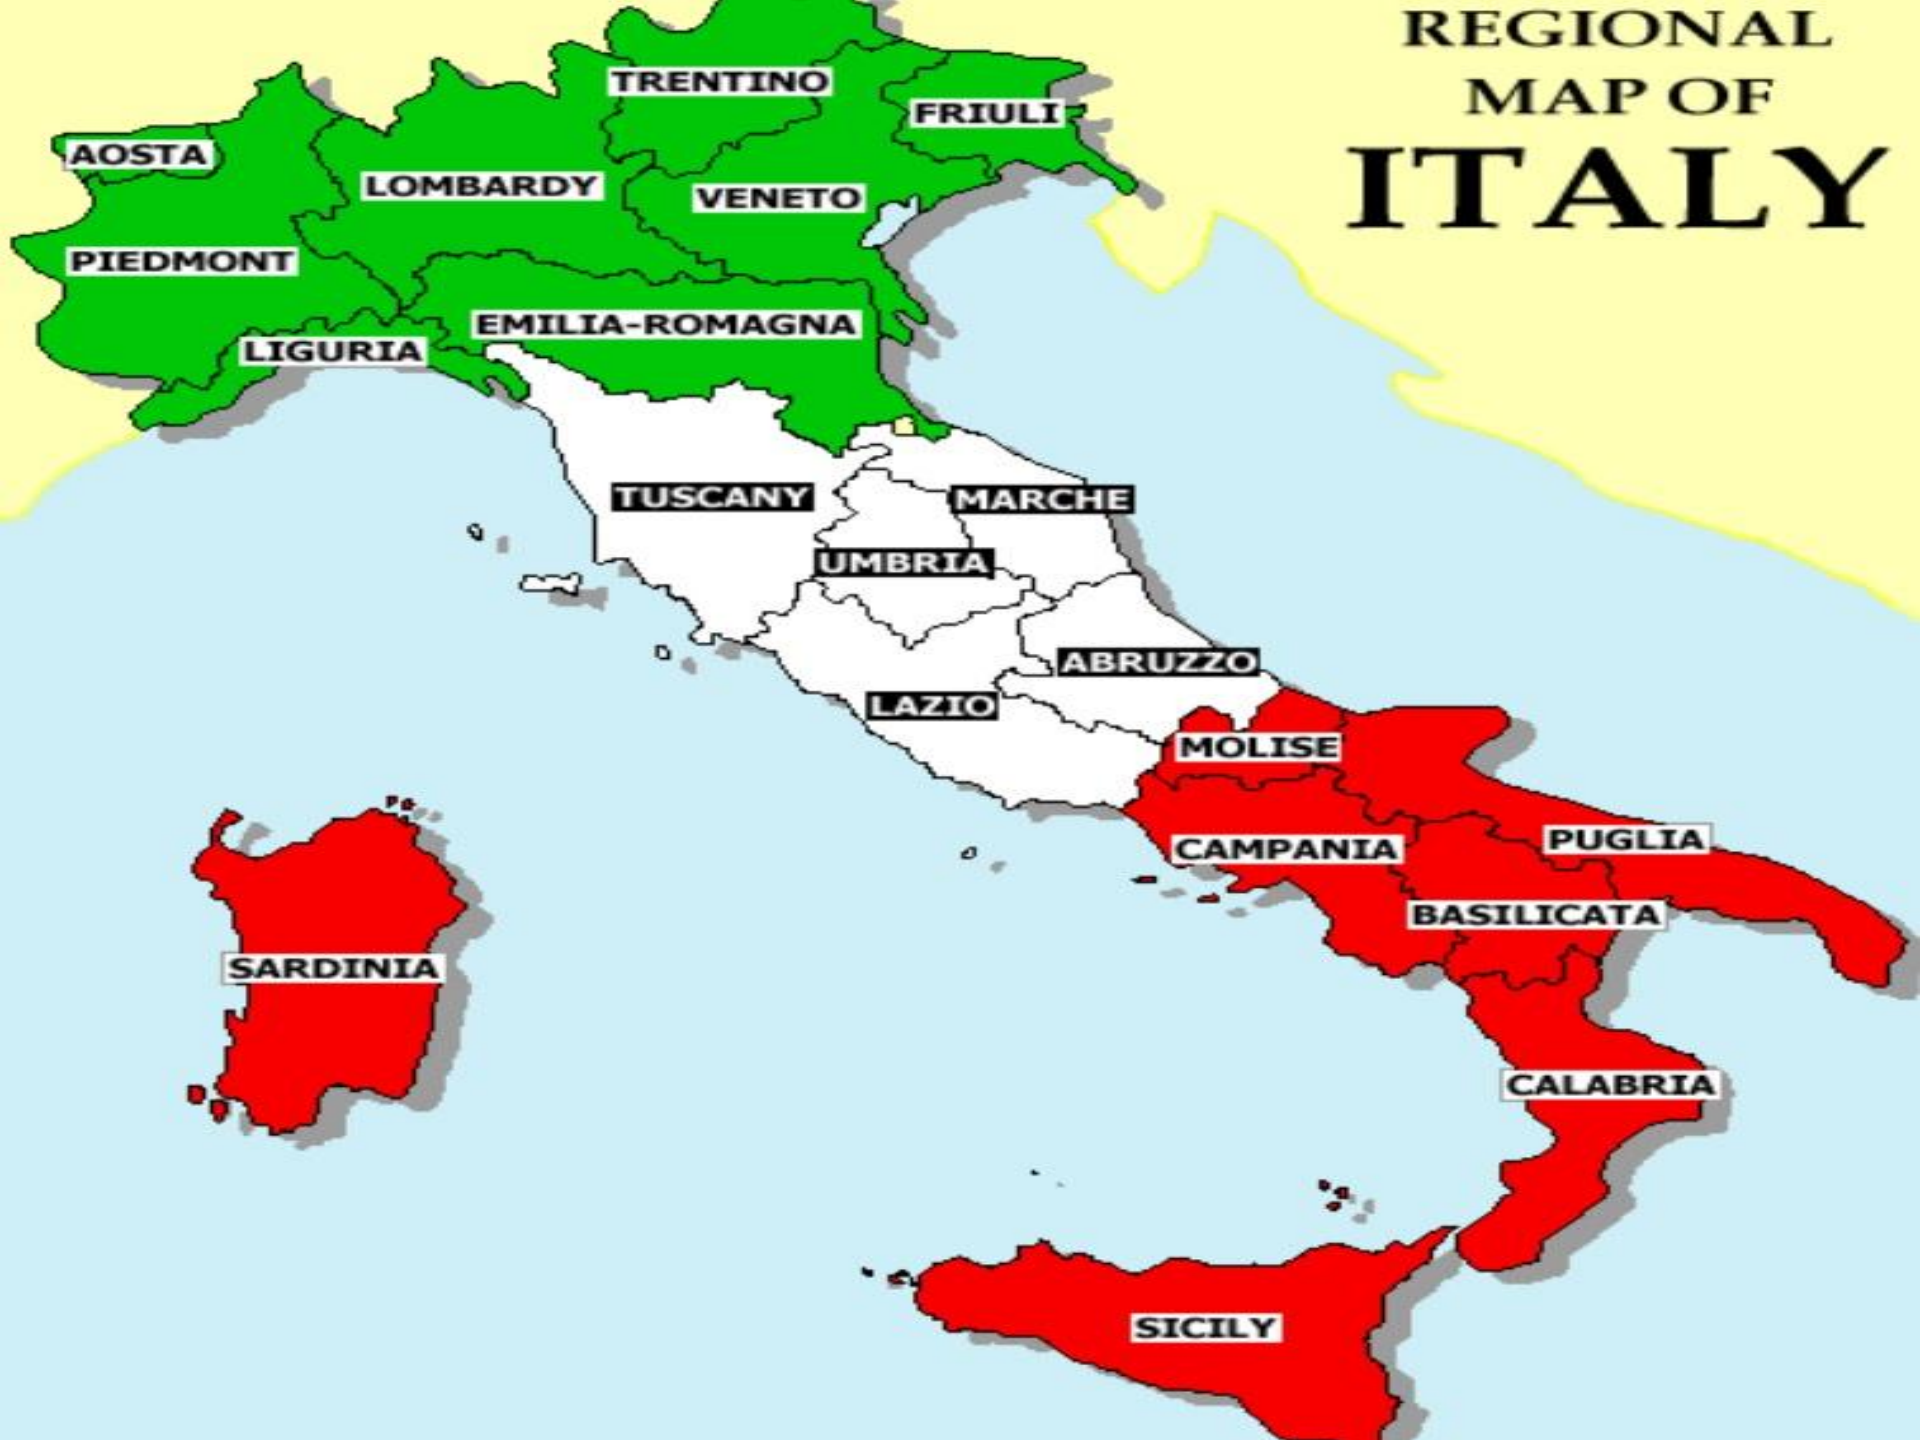 REGIONAL
MAP OF
ITALY
TRENTINO
FRIULI
AOSTA
LOMBARDY
VENETO
PIEDMONT
EMILIA-ROMAGNA
LIGURIA
TUSCANY
MARCHE
UMBRIA
ABRUZZO
LAZIO
MOLISE
PUGLIA
CAMPANIA
BASILICATA
SARDINIA
CALABRIA
SICILY